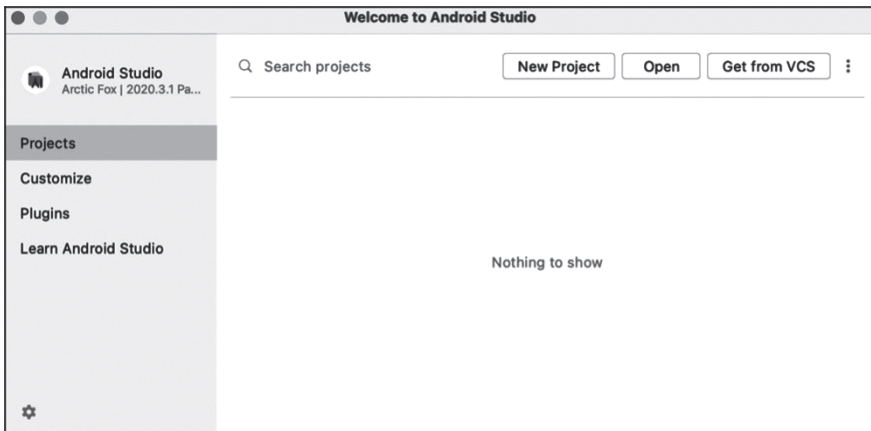 Welcome to Android Studio
Android Studio
Arctic Fox | 2020.3.1 Pa...
Search projects
New Project
Open
Get from VCS
Projects
Customize
Plugins
Learn Android Studio
Nothing to show